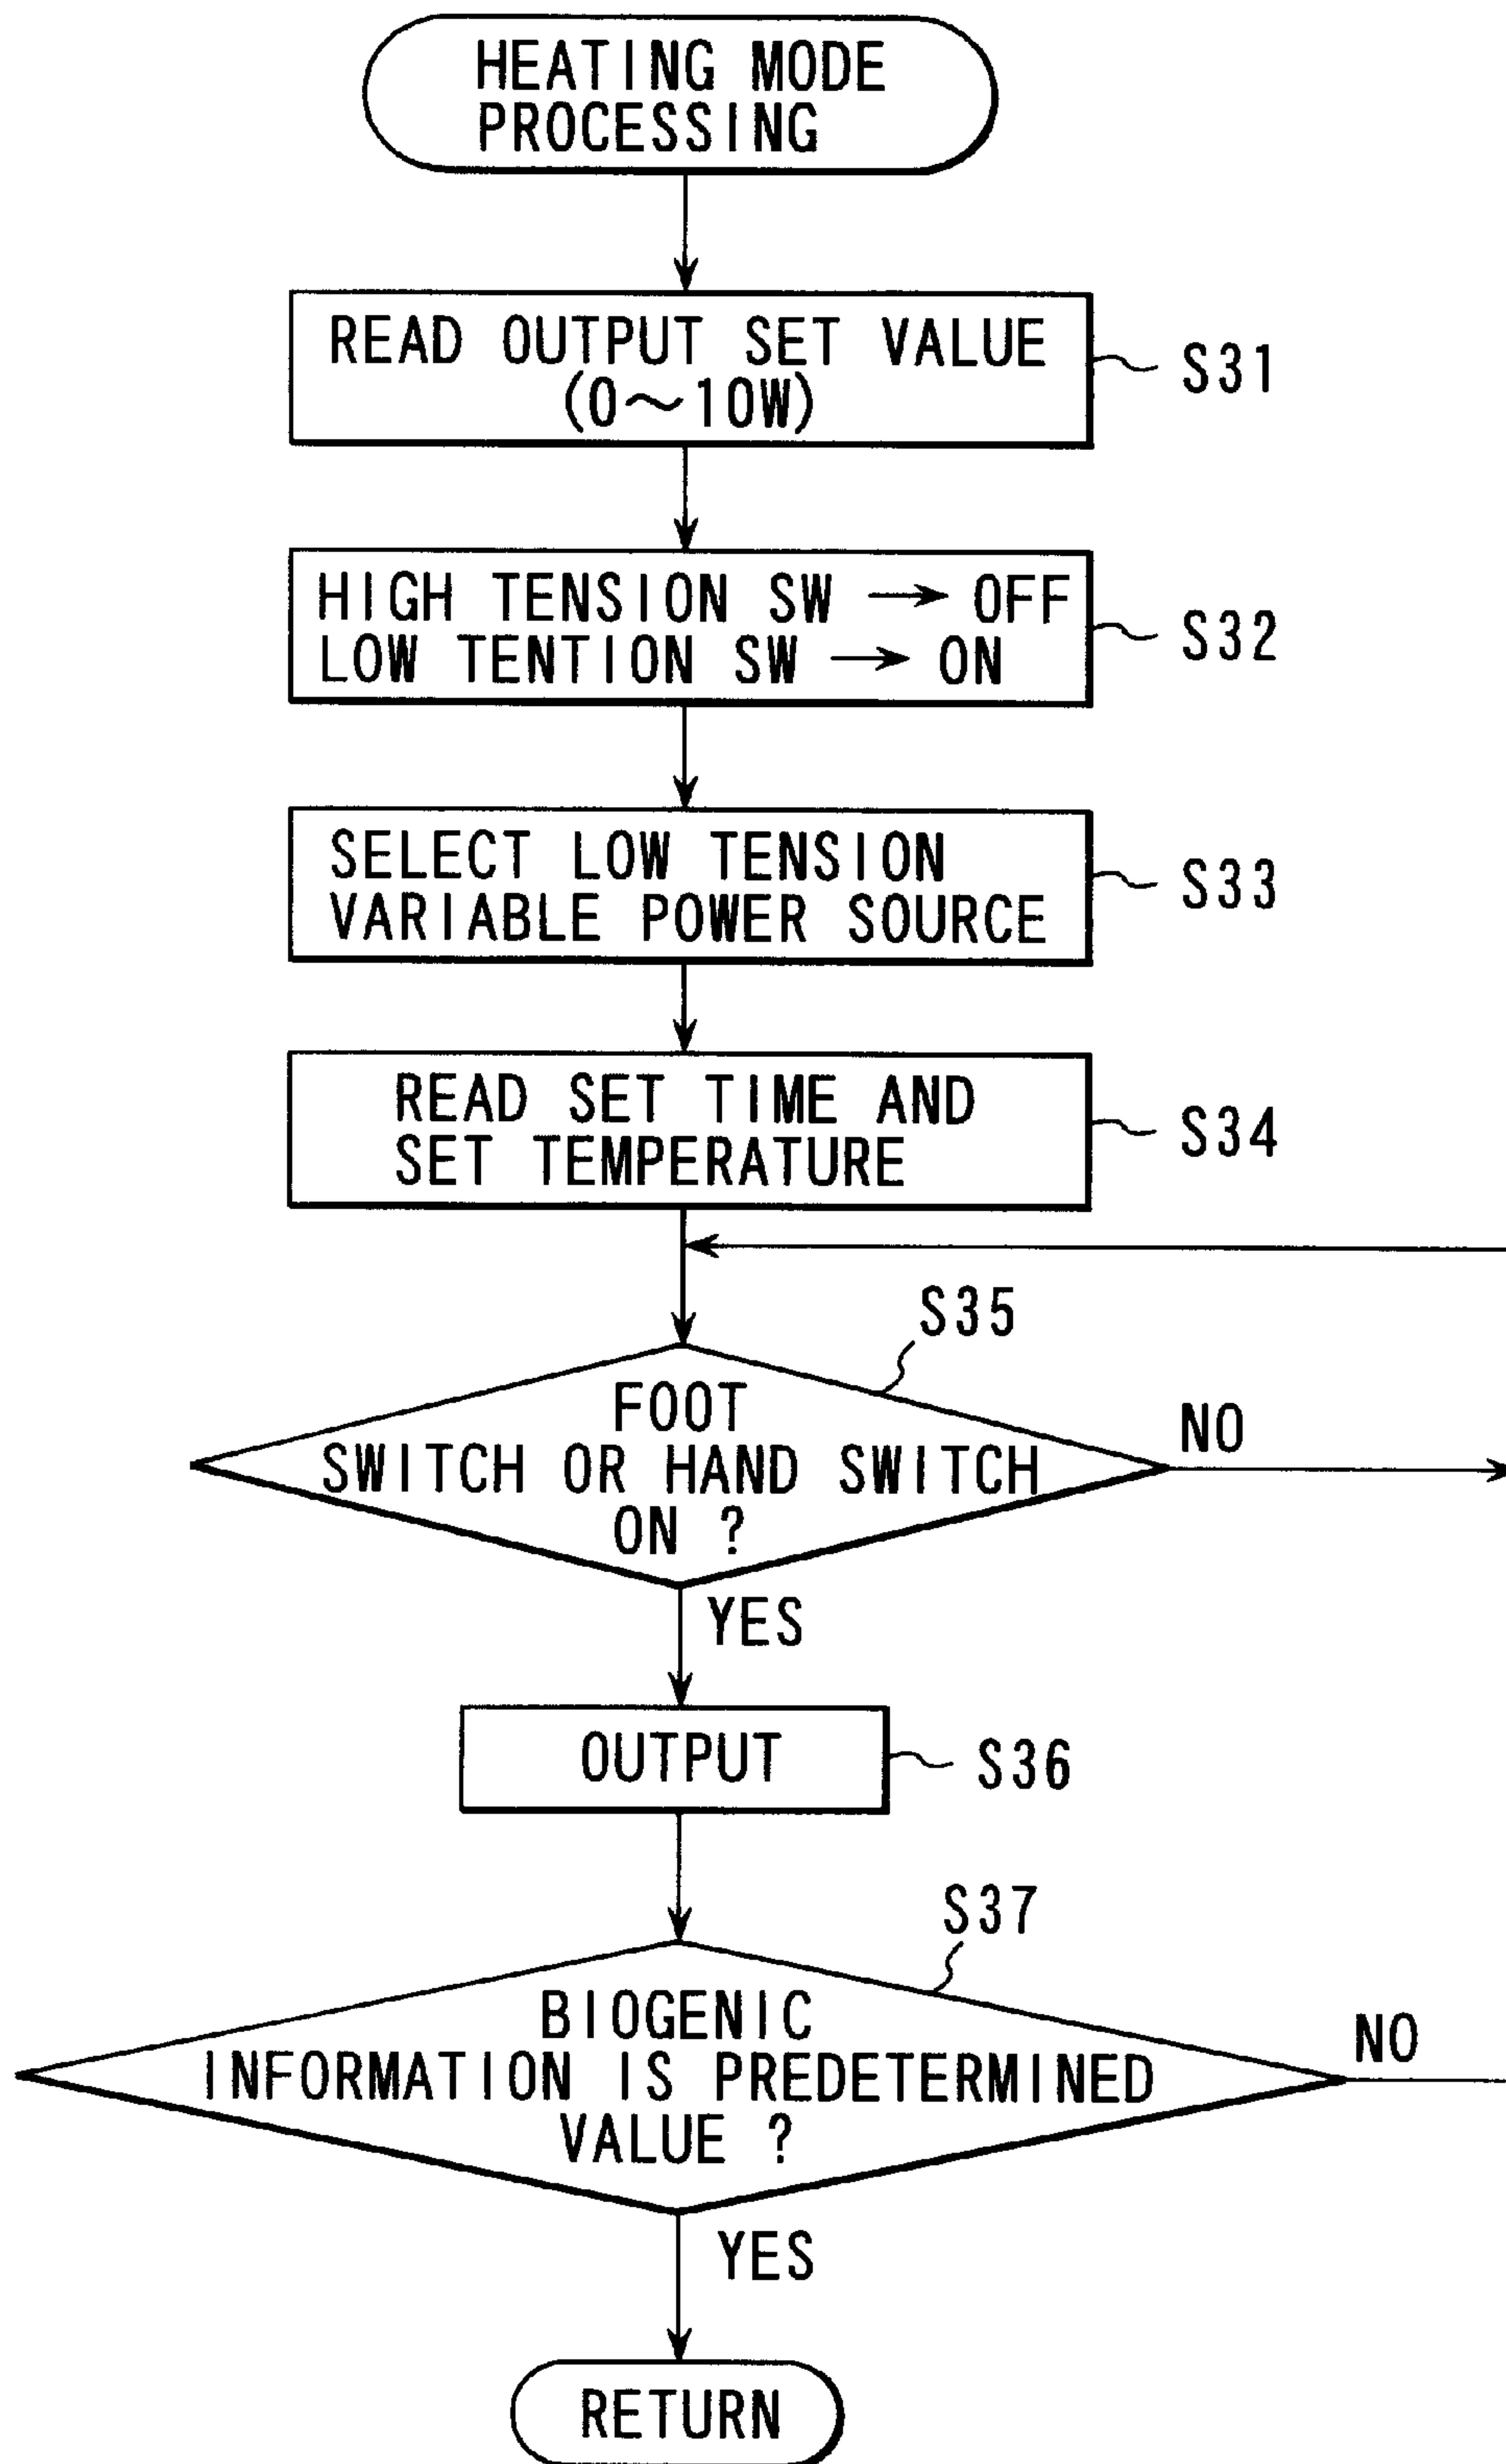 HEATING MODE
PROCESSING
READ OUTPUT SET VALUE
(0～10W)
S31
HIGH TENSION SW → OFF
LOW TENTION SW → ON
S32
SELECT LOW TENSION
VARIABLE POWER SOURCE
S33
READ SET TIME AND
SET TEMPERATURE
S34
S35
FOOT
SWITCH OR HAND SWITCH
ON ?
NO
YES
OUTPUT
S36
S37
BIOGENIC
INFORMATION IS PREDETERMINED
VALUE ?
NO
YES
RETURN